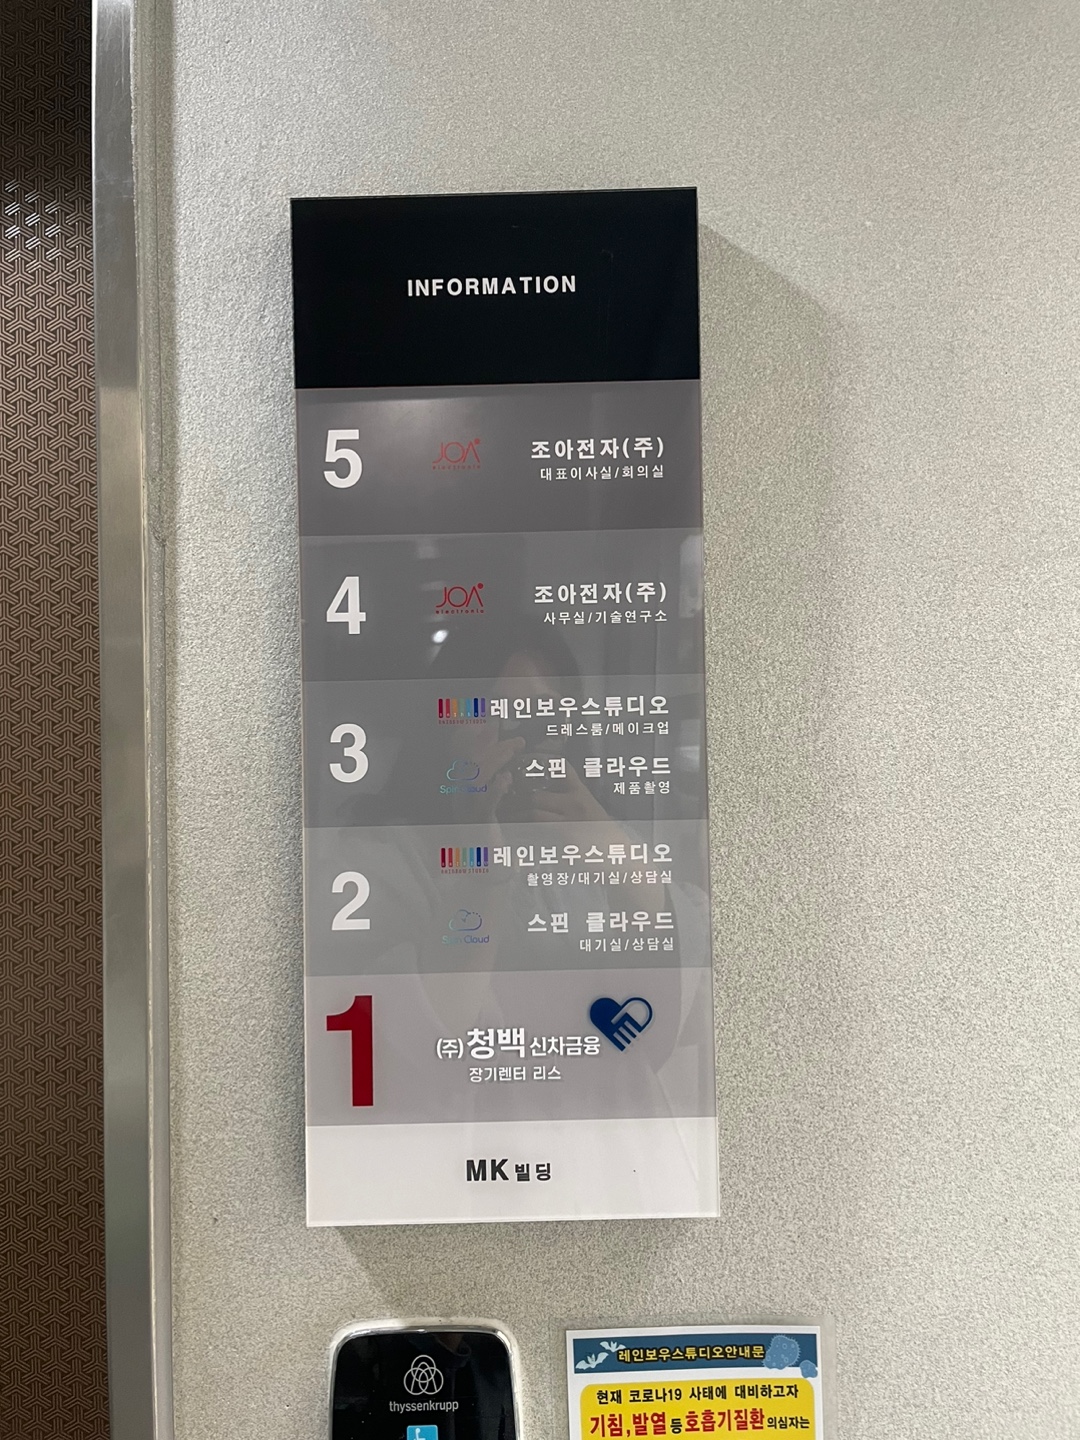 INFORMATION
5
JOA
electronic
조아전자(주)
대표이사실/회의실
4
JOA
electronic
조아전자(주)
사무실/기술연구소
3
레인보우스튜디오
드레스룸/메이크업
SpinCloud
스핀 클라우드
제품촬영
2
레인보우스튜디오
촬영장/대기실/상담실
SpinCloud
스핀 클라우드
대기실/상담실
1
(주)청백신차금융
장기렌터 리스
MK빌딩
thyssenkrupp
레인보우스튜디오안내문
현재 코로나19 사태에 대비하고자
기침,발열등호흡기질환의심자는